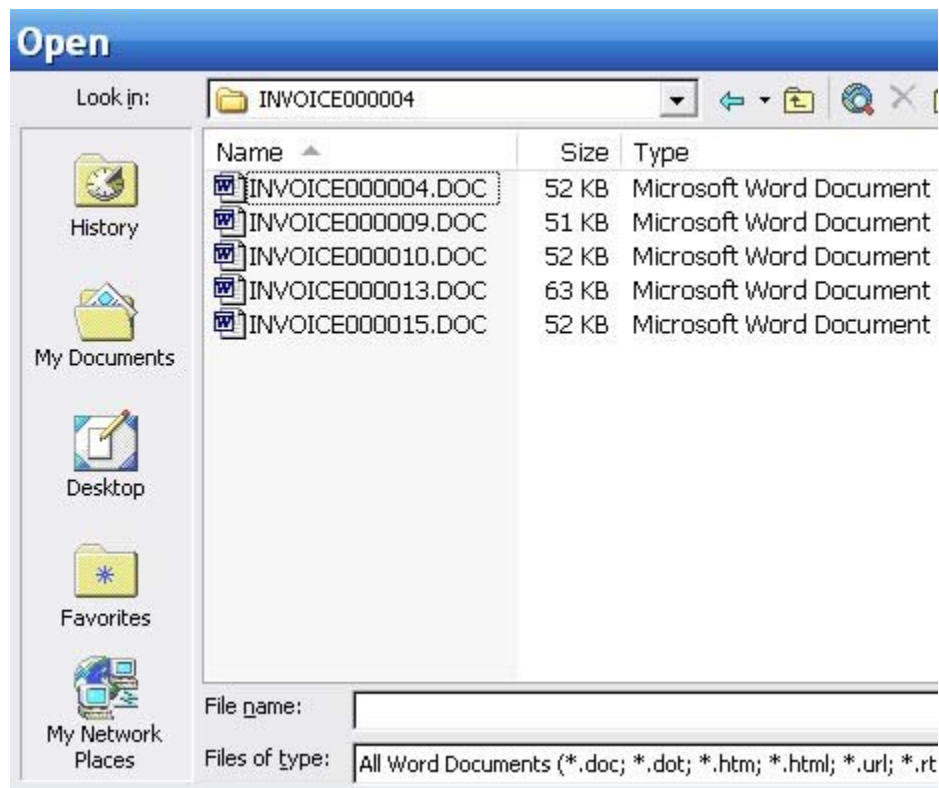 Open
Look in: INVOICE000004
Name Size Type
INVOICE000004.DOC 52 KB Microsoft Word Document
INVOICE000009.DOC 51 KB Microsoft Word Document
INVOICE000010.DOC 52 KB Microsoft Word Document
INVOICE000013.DOC 63 KB Microsoft Word Document
INVOICE000015.DOC 52 KB Microsoft Word Document
History
My Documents
Desktop
Favorites
My Network
Places
File name:
Files of type: All Word Documents (*.doc; *.dot; *.htm; *.html; *.url; *.rt